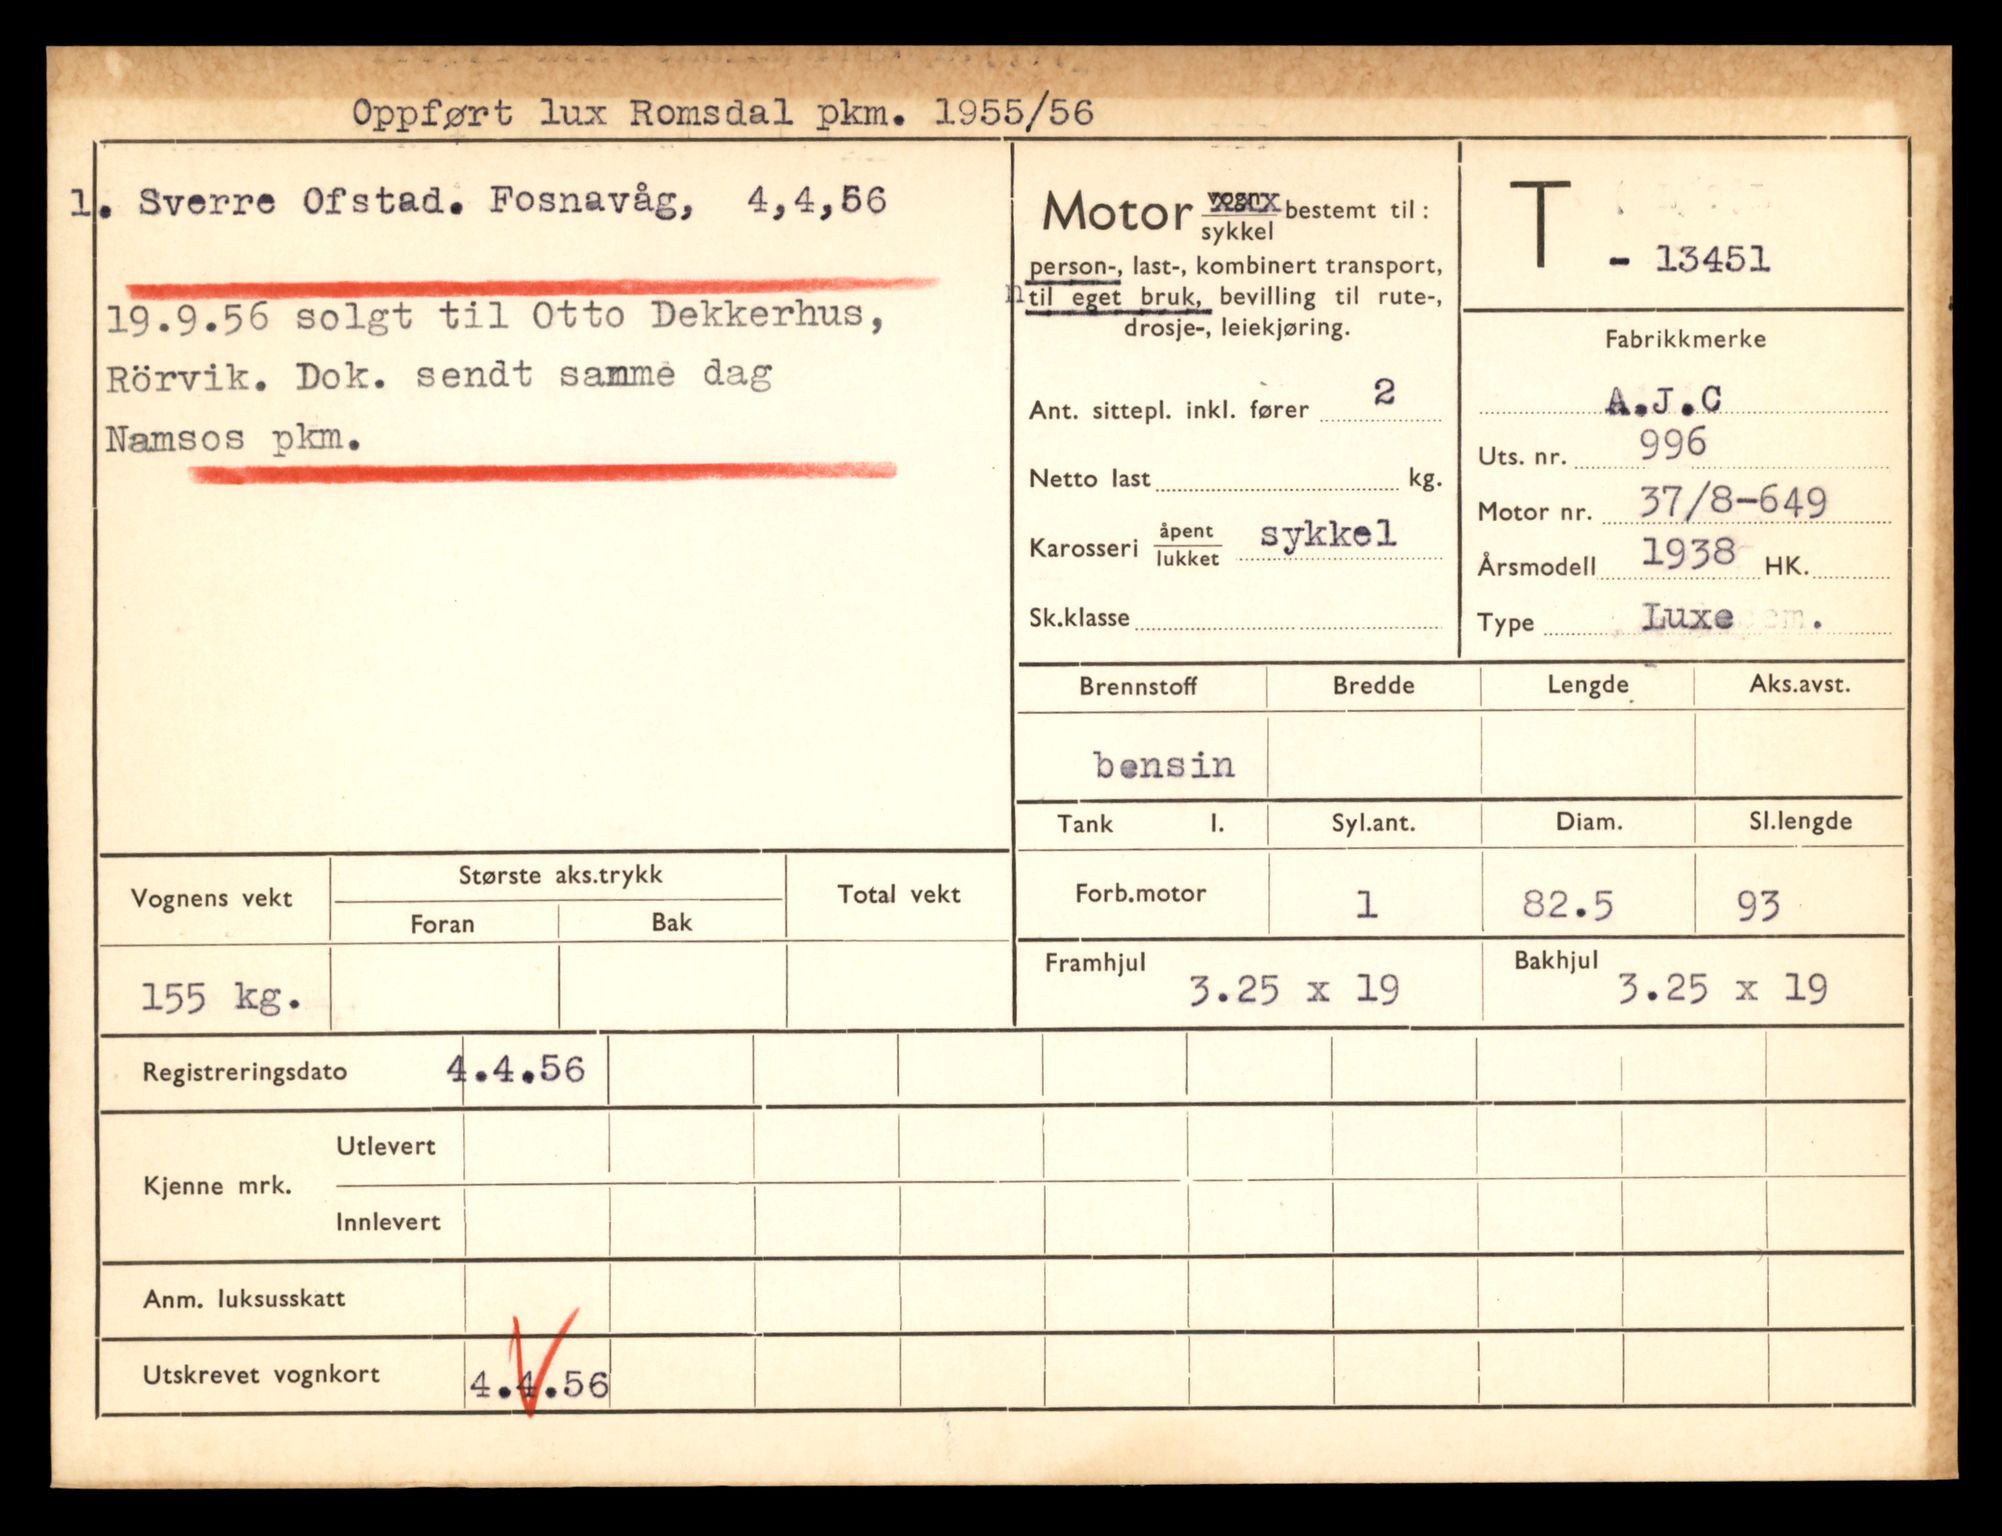 Oppført lux Romsdal pkm. 1955/56
1. Sverre Ofstad. Fosnavåg, 4,4,56
19.9.56 solgt til Otto Dekkerhus,
Rörvik. Dok. sendt samme dag
Namsos pkm.
Motor vogn bestemt til:
sykkel
person-, last-, kombinert transport,
til eget bruk, bevilling til rute-,
drosje-, leiekjøring.
Ant. sittepl. inkl. fører 2
Netto last kg.
Karosseri åpent sykkel
lukket
Sk.klasse
T
- 13451
Fabrikkmerke
A.J.C
Uts. nr. 996
Motor nr. 37/8-649
Årsmodell 1938 HK.
Type Luxe
Brennstoff Bredde Lengde Aks.avst.
bensin
Tank l. Syl.ant. Diam. Sl.lengde
Forb.motor 1 82.5 93
Framhjul 3.25 x 19 Bakhjul 3.25 x 19
Vognens vekt Største aks.trykk Total vekt
Foran Bak
155 kg.
Registreringsdato 4.4.56
Kjenne mrk. Utlevert
Innlevert
Anm. luksusskatt
Utskrevet vognkort 4.4.56